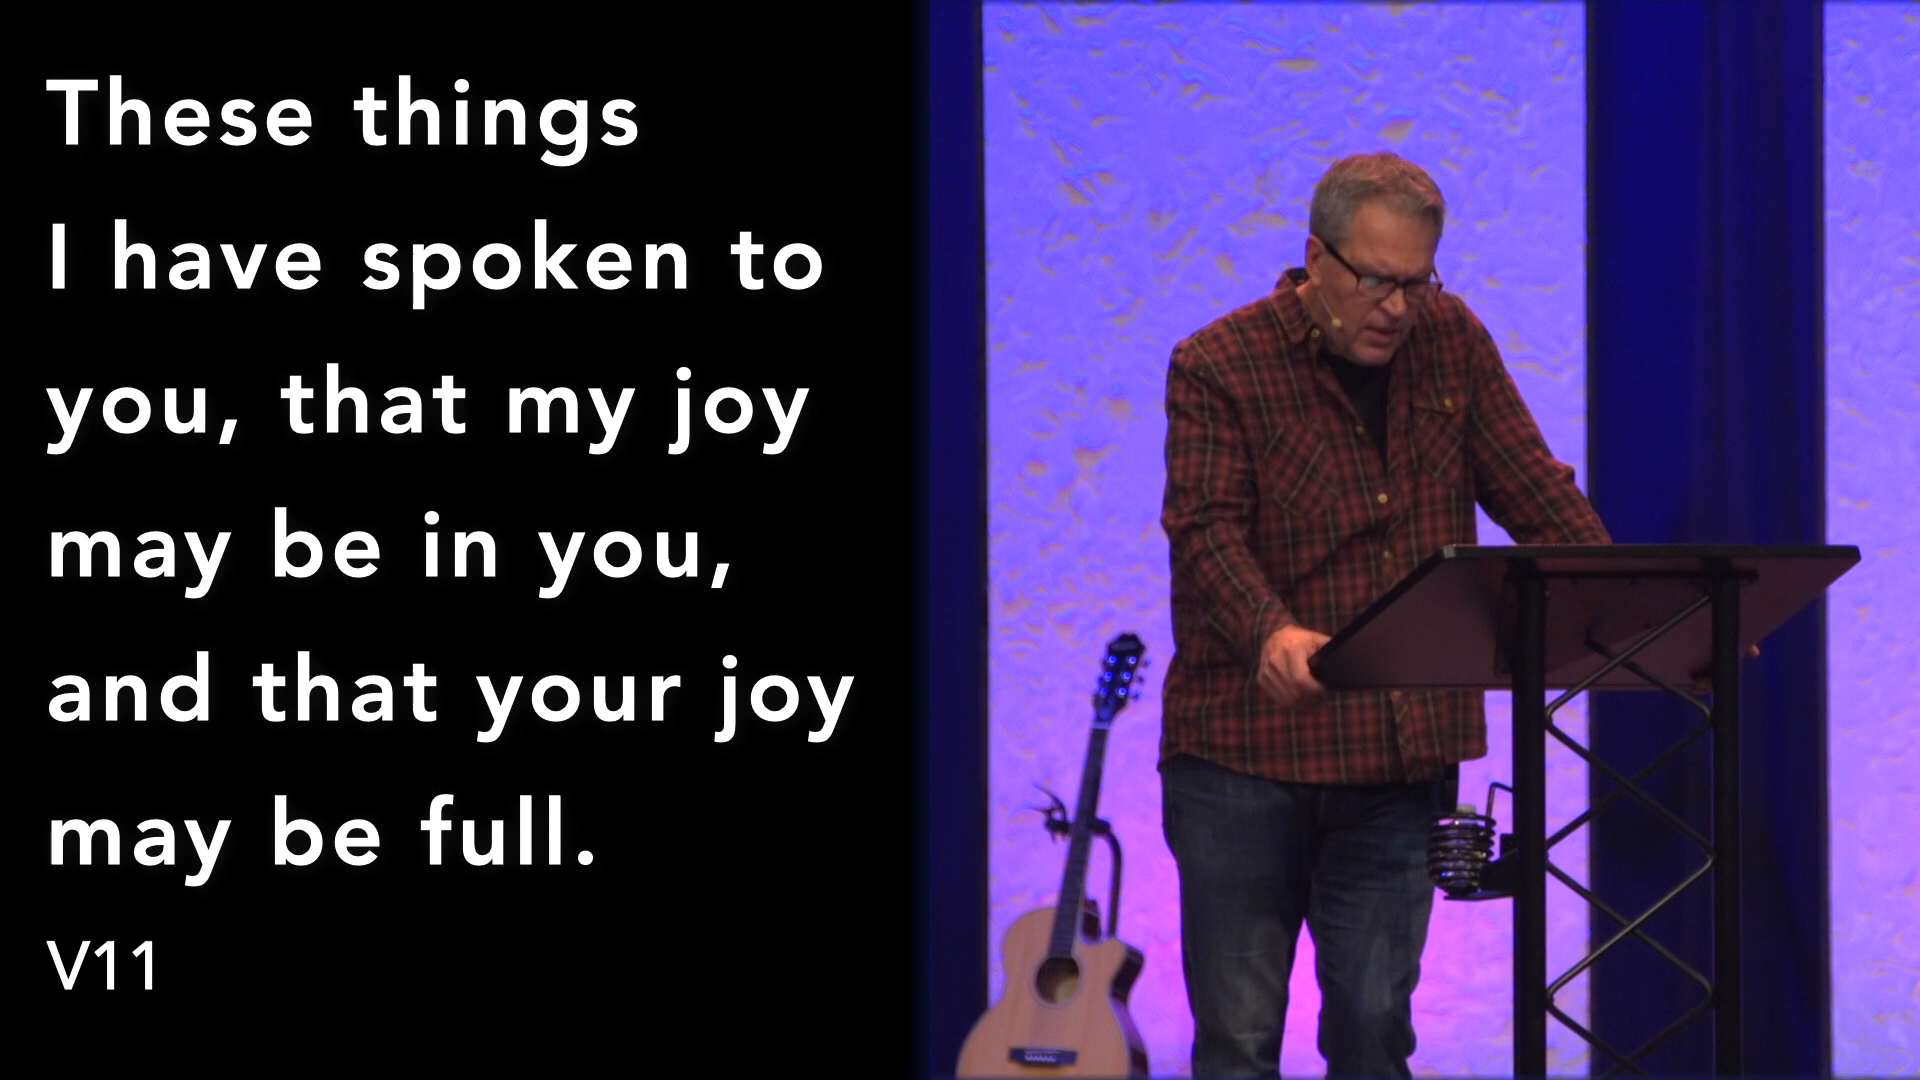 These things
I have spoken to
you, that my joy
may be in you,
and that your joy
may be full.
V11